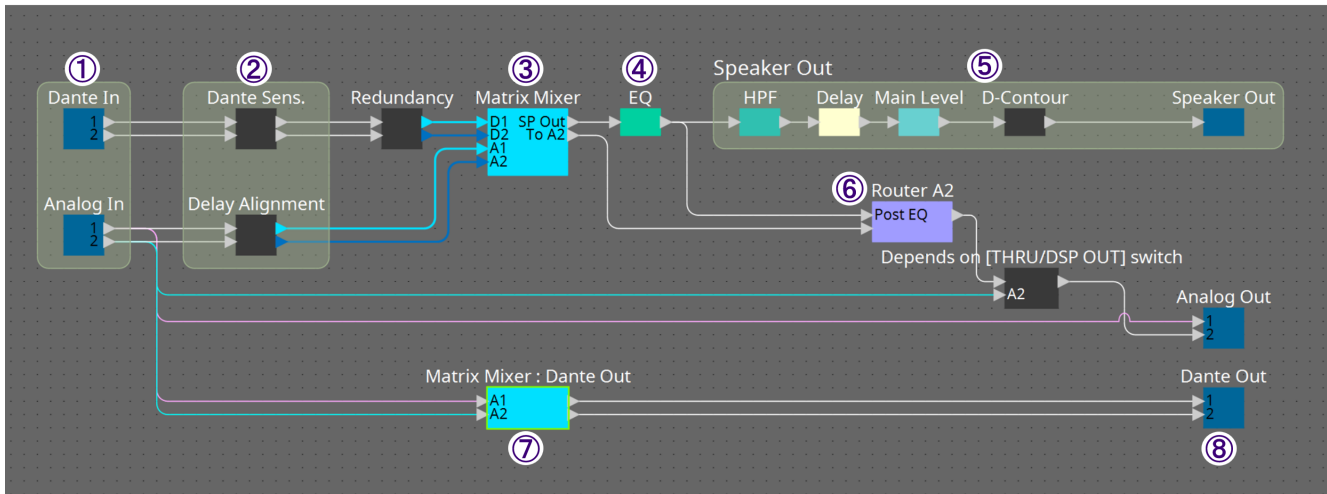 ① ② ③ ④ ⑤
Speaker Out
Dante In Dante Sens. Redundancy Matrix Mixer EQ HPF Delay Main Level D-Contour Speaker Out
1 D1 SP Out
2 D2 To A2
A1
A2
Analog In Delay Alignment ⑥ Router A2
1 Post EQ
2
Depends on [THRU/DSP OUT] switch
A2 Analog Out
1
2
Matrix Mixer : Dante Out Dante Out
A1 1
A2 2
⑦ ⑧